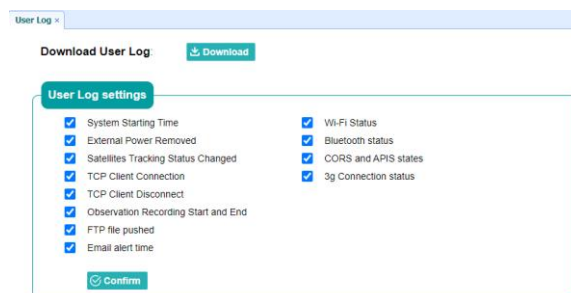 User Log ×
Download User Log: Download
User Log settings
System Starting Time
External Power Removed
Satellites Tracking Status Changed
TCP Client Connection
TCP Client Disconnect
Observation Recording Start and End
FTP file pushed
Email alert time
Wi-Fi Status
Bluetooth status
CORS and APIS states
3g Connection status
Confirm